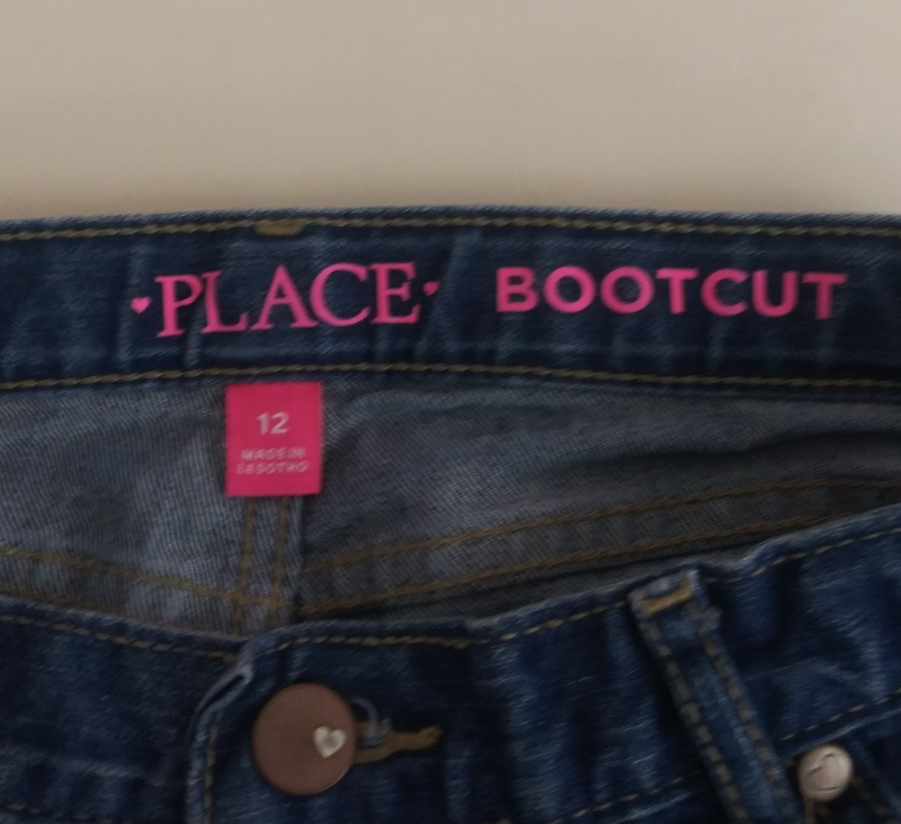 PLACE BOOTCUT
12
MADE IN
LESOTHO